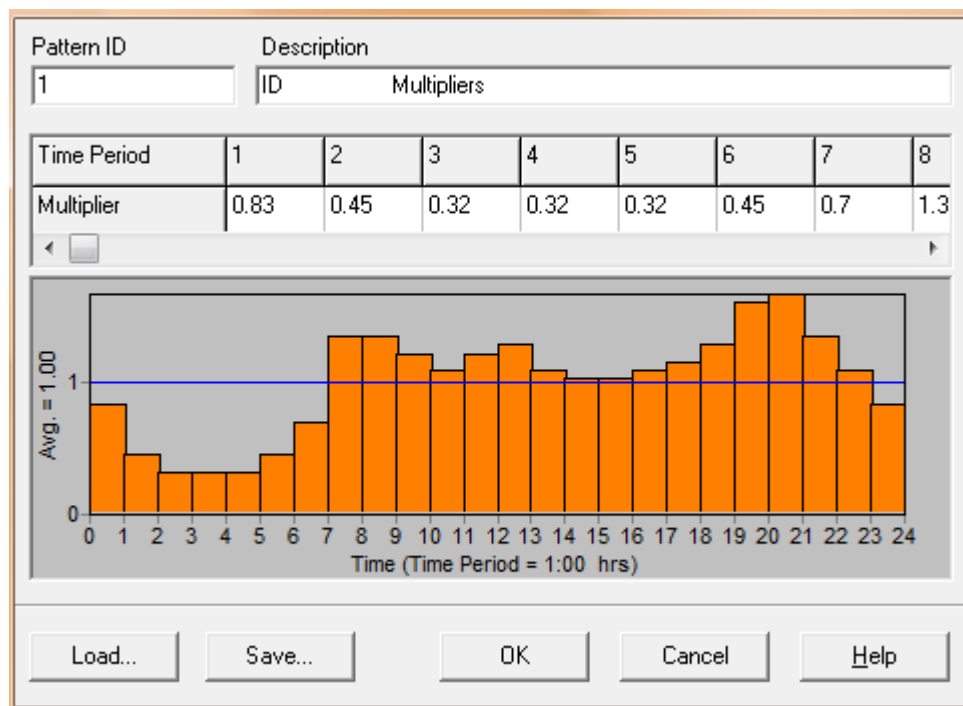 Pattern ID Description
1 ID Multipliers
Time Period 1 2 3 4 5 6 7 8
Multiplier 0.83 0.45 0.32 0.32 0.32 0.45 0.7 1.3
Avg. = 1.00
1
0
0 1 2 3 4 5 6 7 8 9 10 11 12 13 14 15 16 17 18 19 20 21 22 23 24
Time (Time Period = 1:00 hrs)
Load... Save... OK Cancel Help